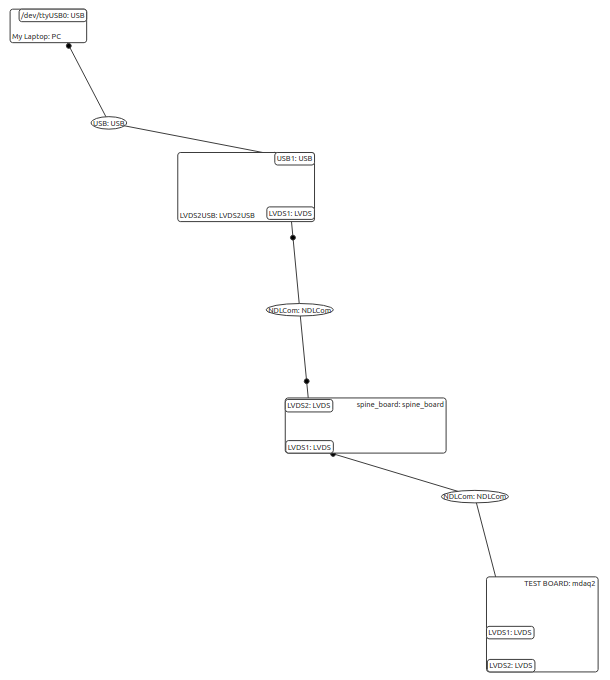 /dev/ttyUSB0: USB
My Laptop: PC
USB: USB
USB1: USB
LVDS2USB: LVDS2USB
LVDS1: LVDS
NDLCom: NDLCom
LVDS2: LVDS
spine_board: spine_board
LVDS1: LVDS
NDLCom: NDLCom
TEST BOARD: mdaq2
LVDS1: LVDS
LVDS2: LVDS